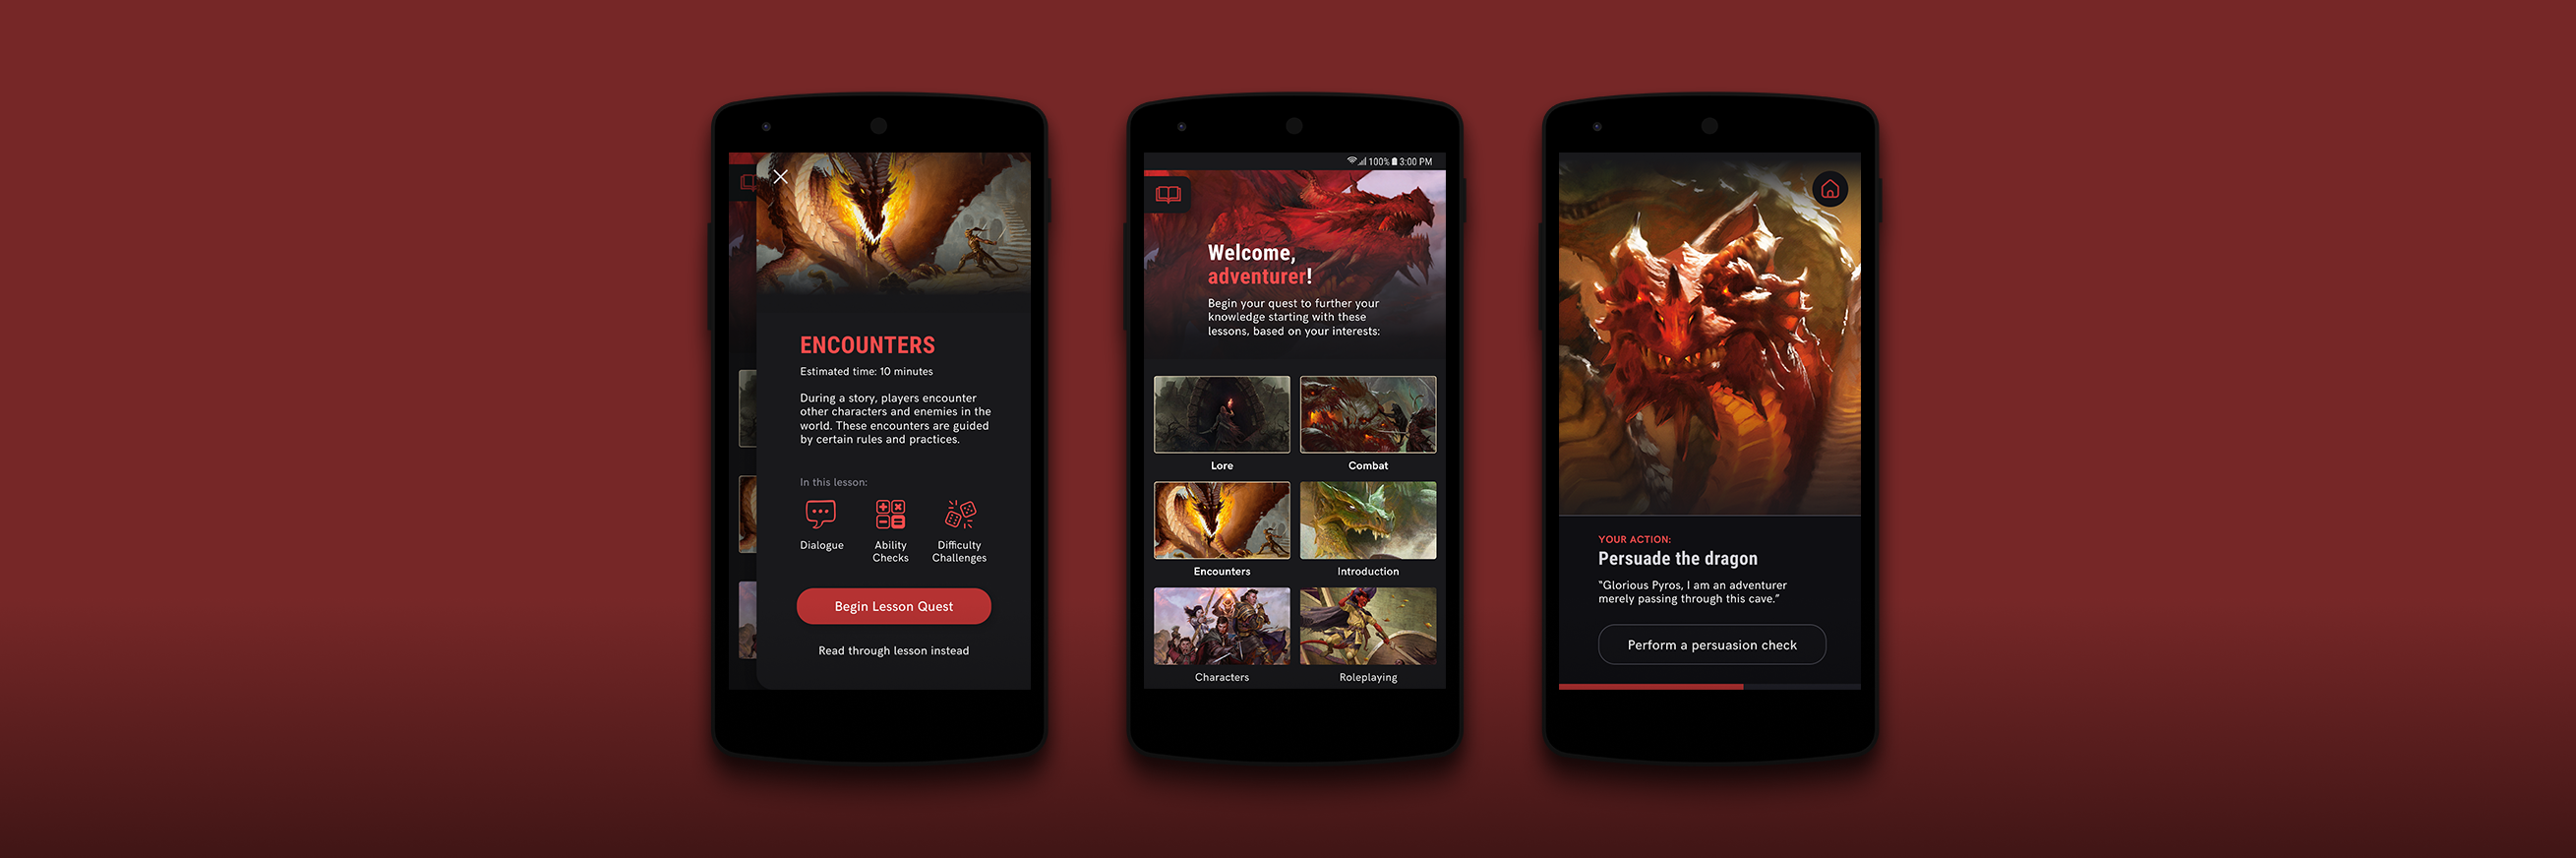 ENCOUNTERS
Estimated time: 10 minutes
During a story, players encounter
other characters and enemies in the
world. These encounters are guided
by certain rules and practices.
In this lesson:
Dialogue
Ability
Checks
Difficulty
Challenges
Begin Lesson Quest
Read through lesson instead
100% 3:00 PM
Welcome,
adventurer!
Begin your quest to further your
knowledge starting with these
lessons, based on your interests:
Lore
Combat
Encounters
Introduction
Characters
Roleplaying
YOUR ACTION:
Persuade the dragon
“Glorious Pyros, I am an adventurer
merely passing through this cave.”
Perform a persuasion check